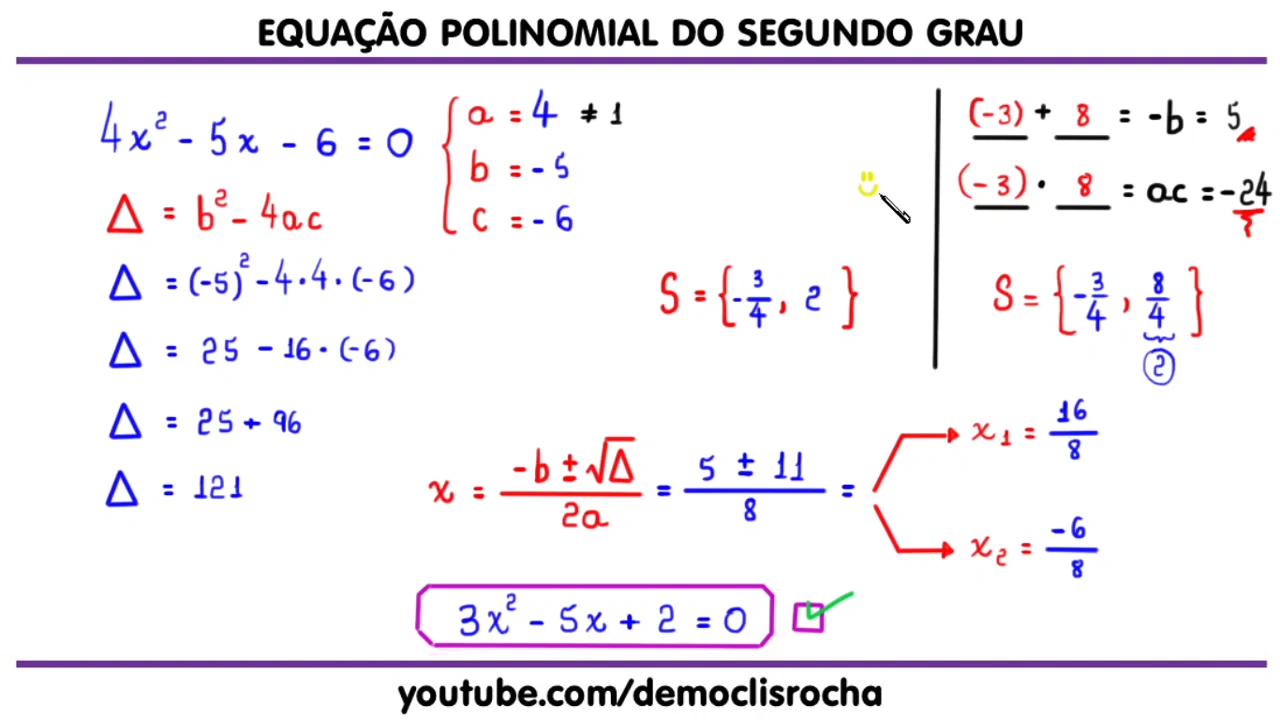 EQUAÇÃO POLINOMIAL DO SEGUNDO GRAU
4x² - 5x - 6 = 0
a = 4 ≠ 1
b = -5
c = -6
Δ = b² - 4ac
Δ = (-5)² - 4 · 4 · (-6)
Δ = 25 - 16 · (-6)
Δ = 25 + 96
Δ = 121
S = { -3/4 , 2 }
(-3) + 8 = -b = 5
(-3) · 8 = ac = -24
S = { -3/4 , 8/4 }
2
x = (-b ± √Δ)/2a = (5 ± 11)/8 =
x₁ = 16/8
x₂ = -6/8
3x² - 5x + 2 = 0
youtube.com/democlisrocha